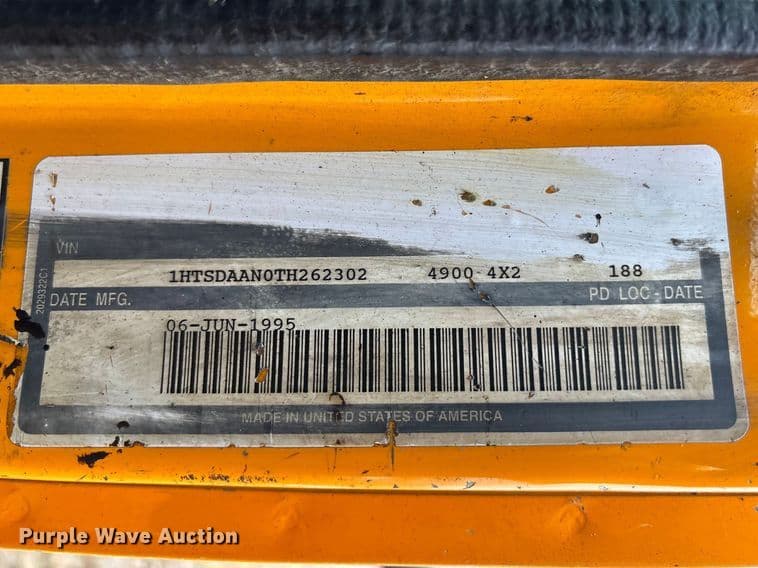 VIN
1HTSDAAN0TH262302 4900 4X2 188
DATE MFG. PD LOC - DATE
06-JUN-1995
MADE IN UNITED STATES OF AMERICA
2029322C1
Purple Wave Auction